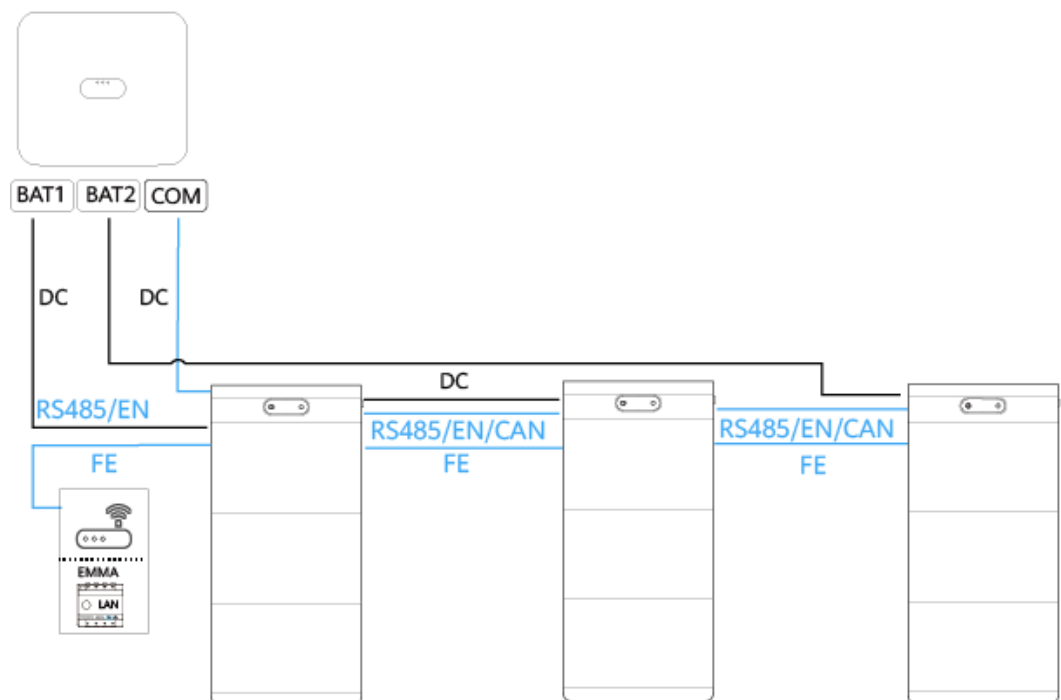 BAT1 BAT2 COM
DC DC
DC
RS485/EN
RS485/EN/CAN RS485/EN/CAN
FE FE FE
EMMA
LAN